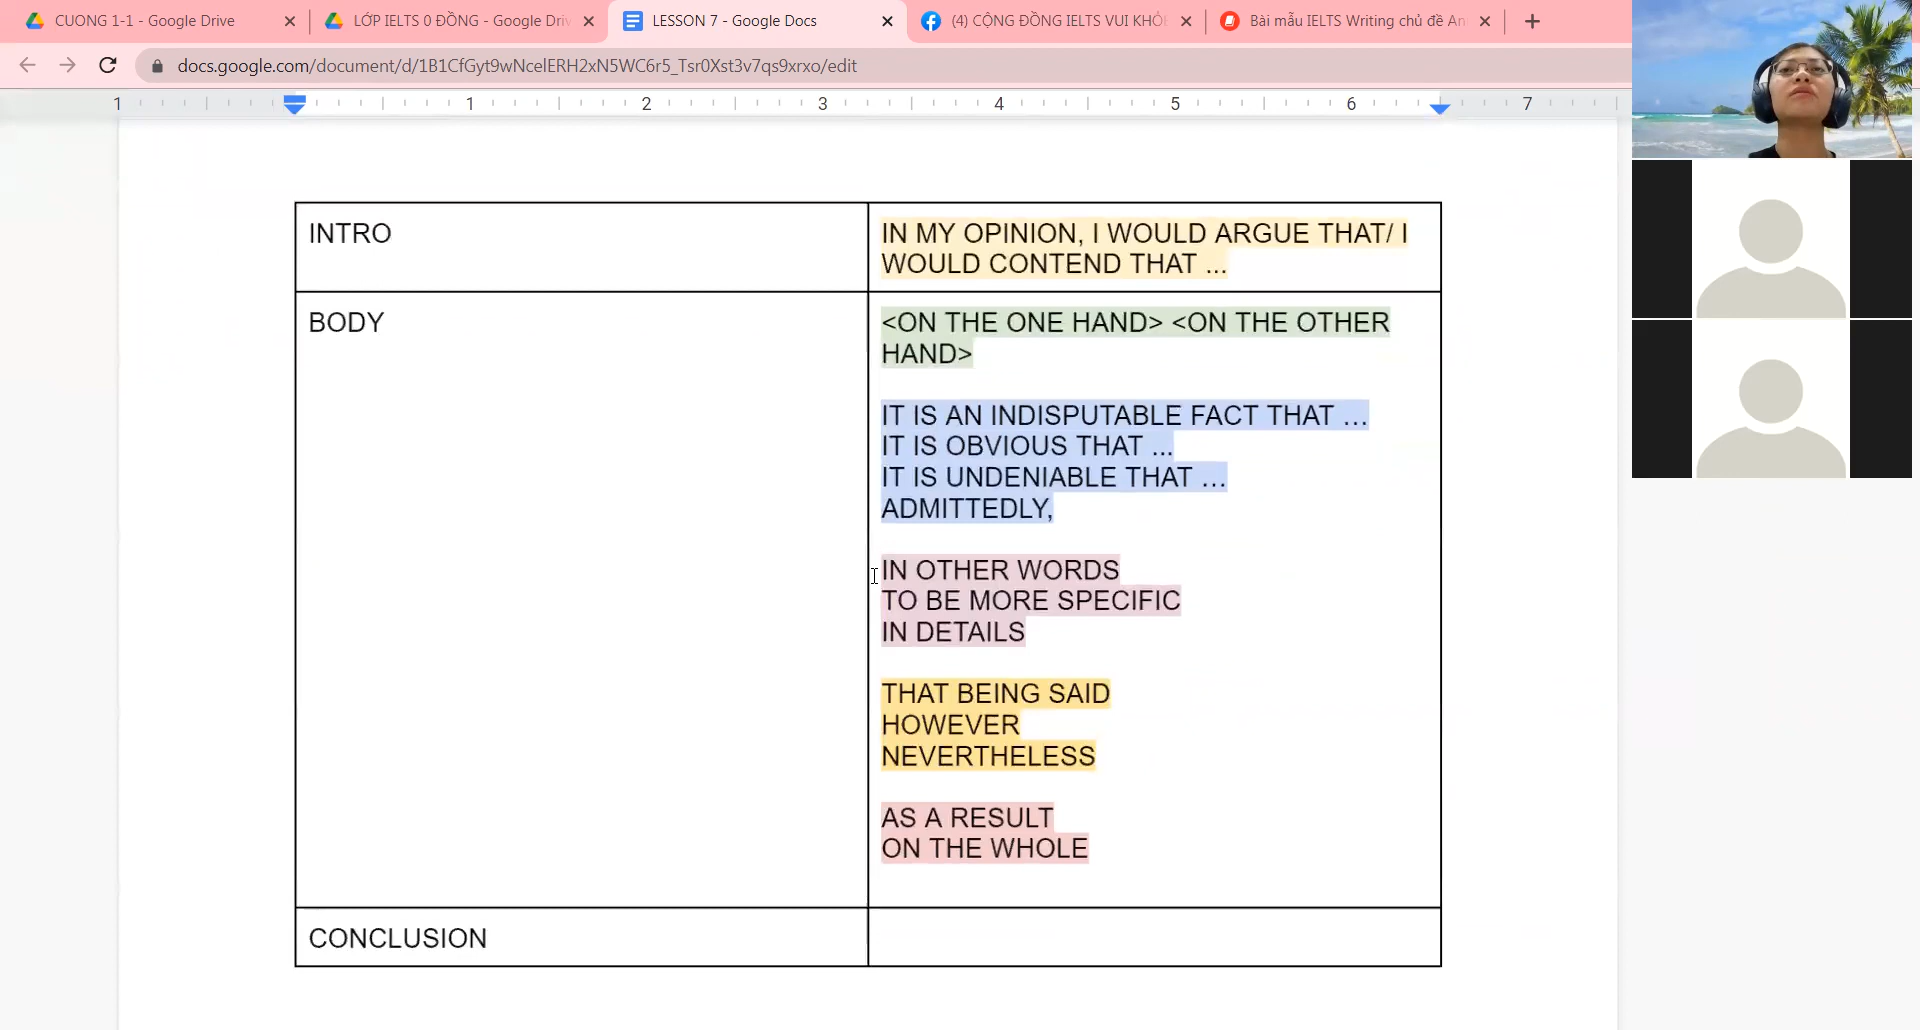 CUONG 1-1 - Google Drive
LỚP IELTS 0 ĐỒNG - Google Driv
LESSON 7 - Google Docs
(4) CỘNG ĐỒNG IELTS VUI KHỎE
Bài mẫu IELTS Writing chủ đề An
docs.google.com/document/d/1B1CfGyt9wNcelERH2xN5WC6r5_Tsr0Xst3v7qs9xrxo/edit
1 1 2 3 4 5 6 7
INTRO
IN MY OPINION, I WOULD ARGUE THAT/ I
WOULD CONTEND THAT ...
BODY
<ON THE ONE HAND> <ON THE OTHER
HAND>
IT IS AN INDISPUTABLE FACT THAT …
IT IS OBVIOUS THAT ...
IT IS UNDENIABLE THAT …
ADMITTEDLY,
IN OTHER WORDS
TO BE MORE SPECIFIC
IN DETAILS
THAT BEING SAID
HOWEVER
NEVERTHELESS
AS A RESULT
ON THE WHOLE
CONCLUSION